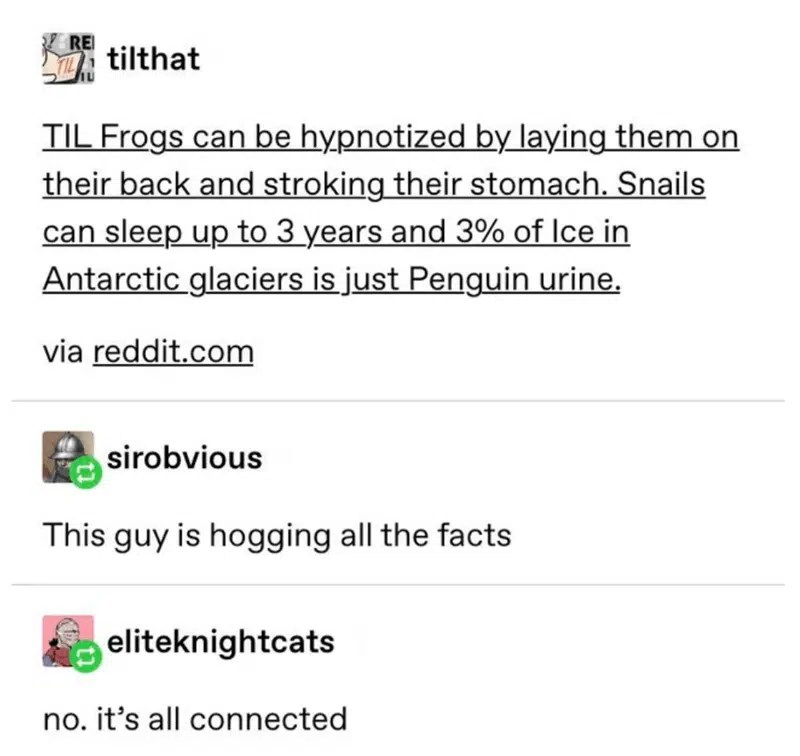 tilthat
TIL Frogs can be hypnotized by laying them on
their back and stroking their stomach. Snails
can sleep up to 3 years and 3% of Ice in
Antarctic glaciers is just Penguin urine.
via reddit.com
sirobvious
This guy is hogging all the facts
eliteknightcats
no. it’s all connected